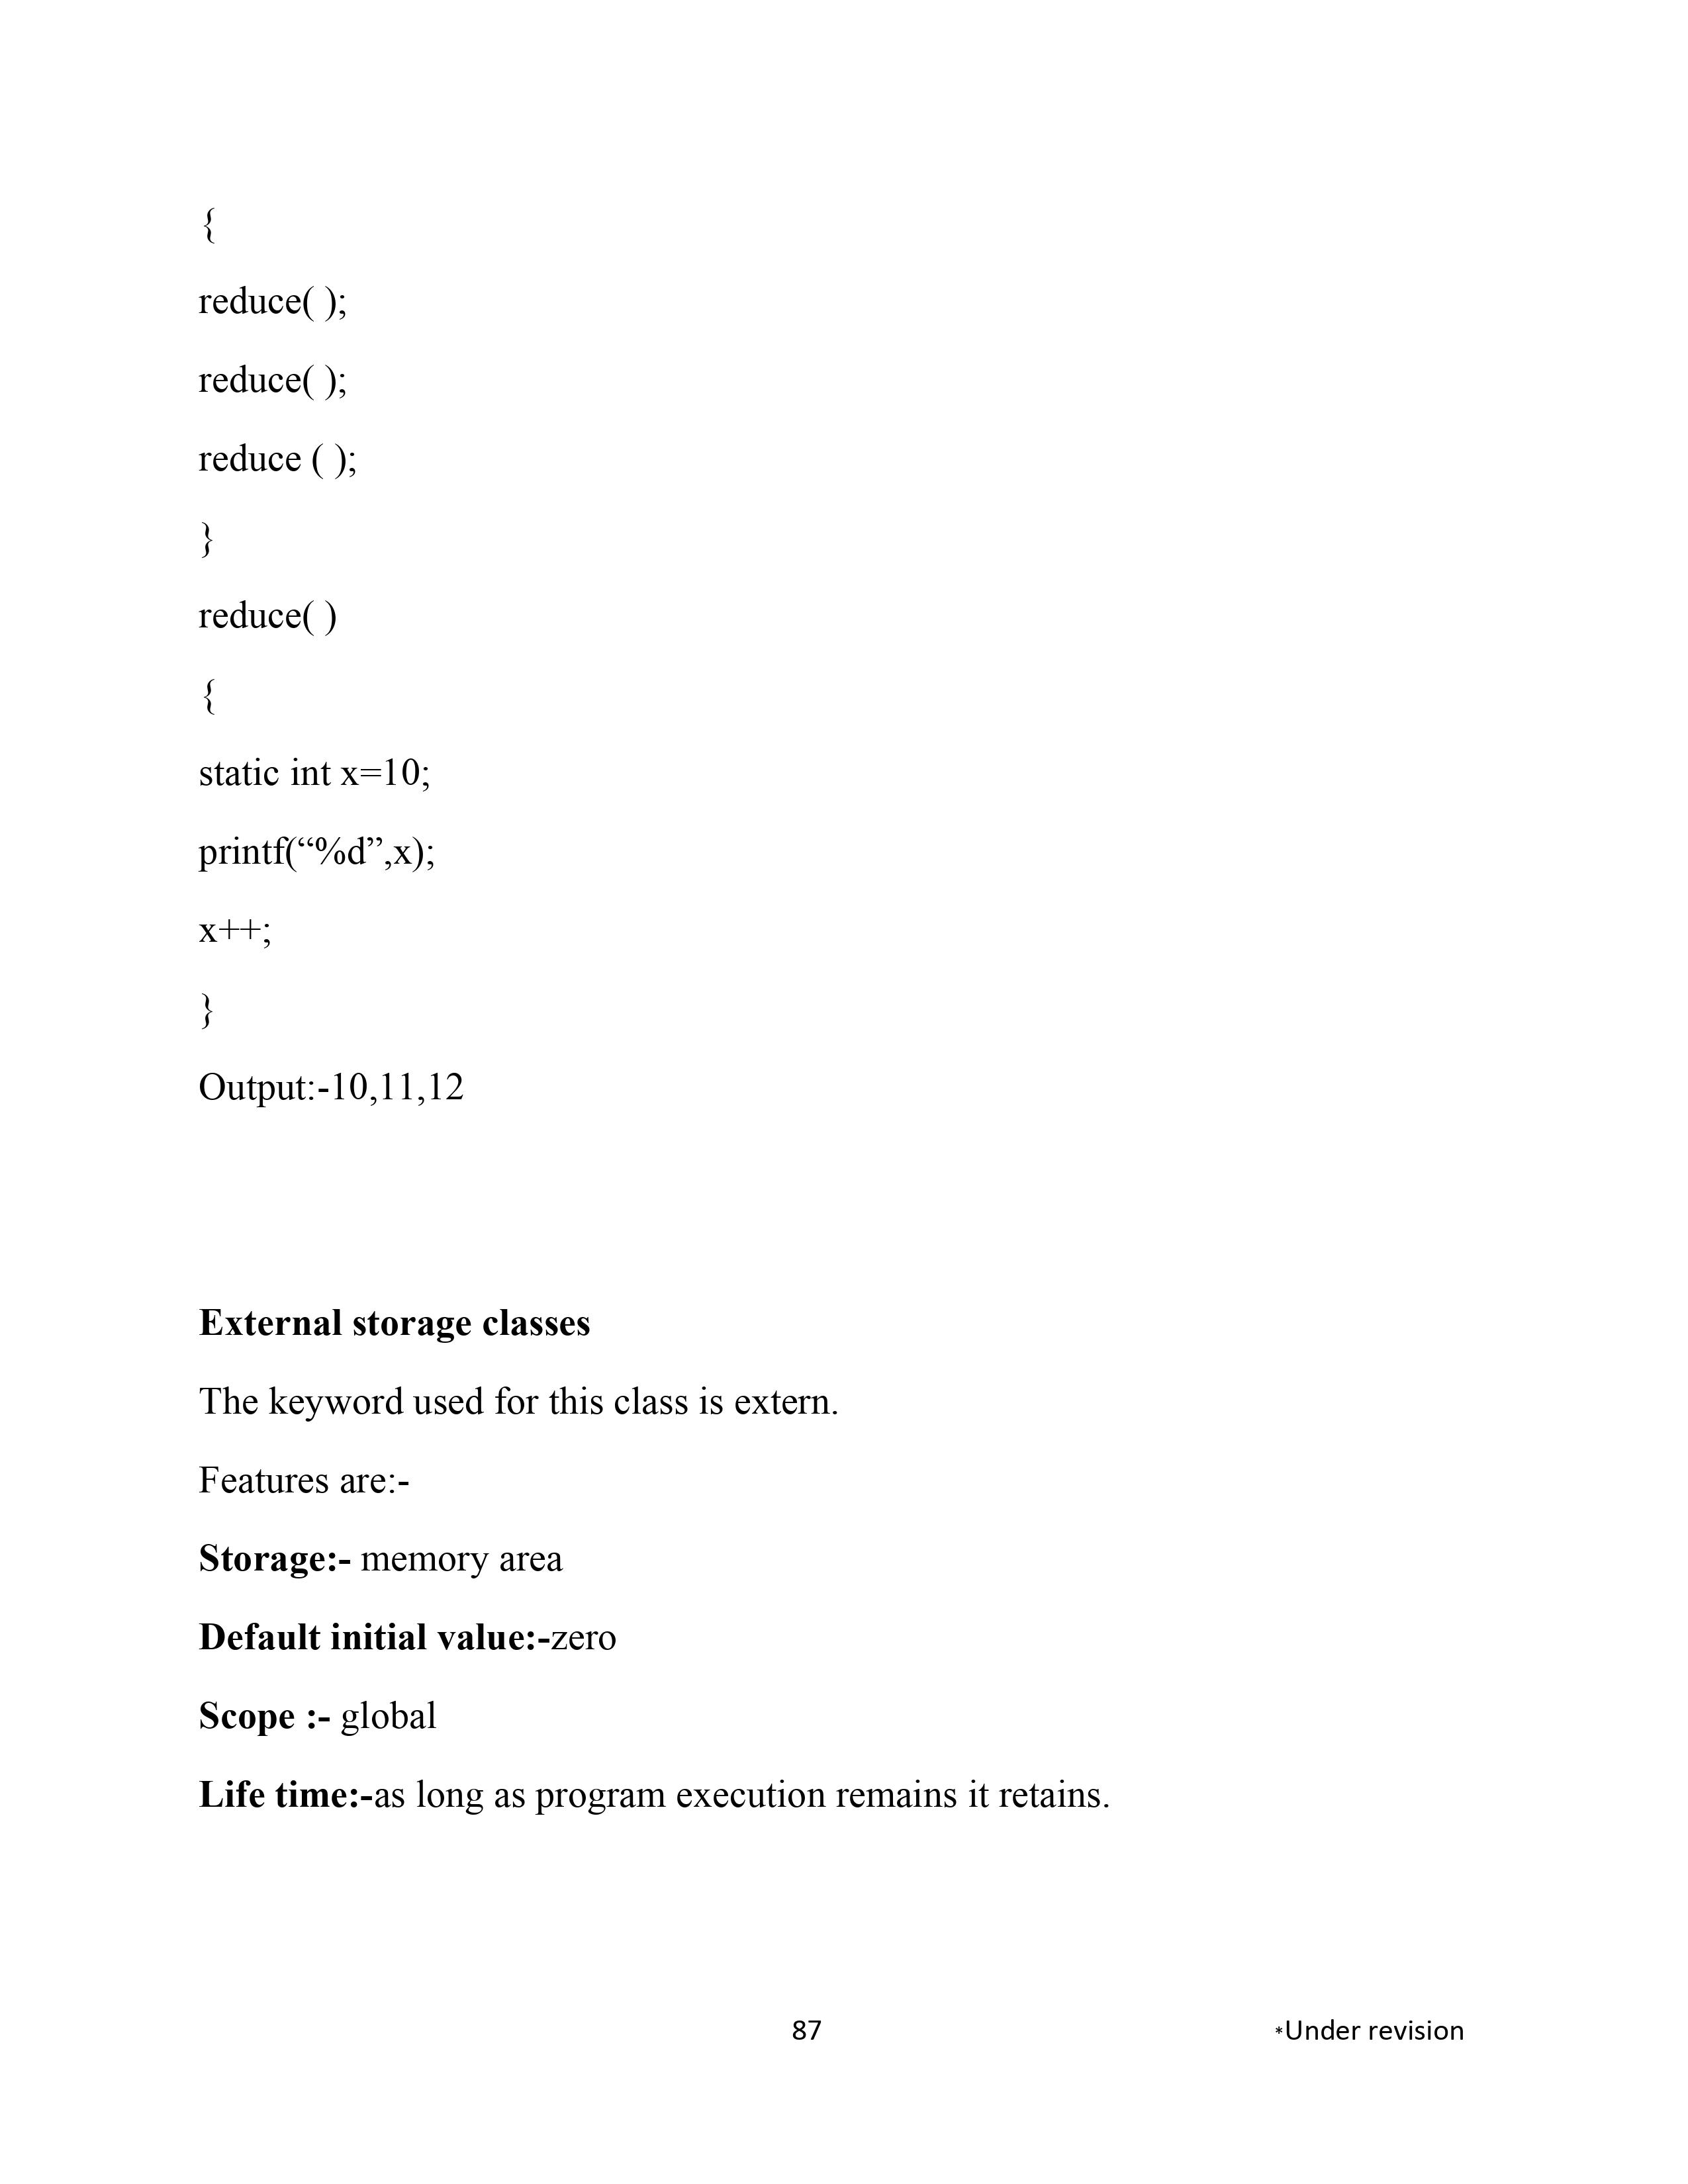 {
reduce( );
reduce( );
reduce ( );
}
reduce( )
{
static int x=10;
printf(“%d”,x);
x++;
}
Output:-10,11,12
External storage classes
The keyword used for this class is extern.
Features are:-
Storage:- memory area
Default initial value:-zero
Scope :- global
Life time:-as long as program execution remains it retains.
87 *Under revision